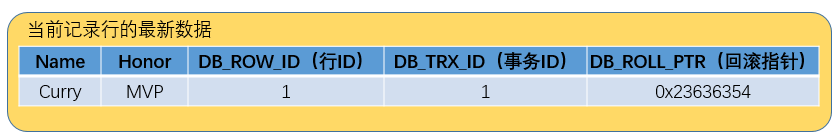 当前记录行的最新数据
Name Honor DB_ROW_ID（行ID） DB_TRX_ID（事务ID） DB_ROLL_PTR（回滚指针）
Curry MVP 1 1 0x23636354